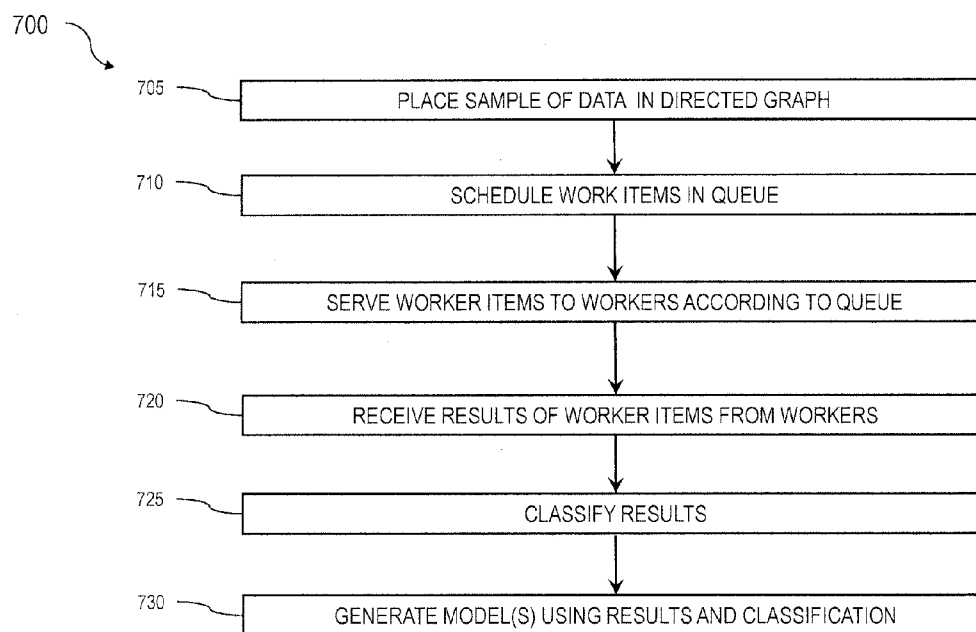 700
705
PLACE SAMPLE OF DATA IN DIRECTED GRAPH
710
SCHEDULE WORK ITEMS IN QUEUE
715
SERVE WORKER ITEMS TO WORKERS ACCORDING TO QUEUE
720
RECEIVE RESULTS OF WORKER ITEMS FROM WORKERS
725
CLASSIFY RESULTS
730
GENERATE MODEL(S) USING RESULTS AND CLASSIFICATION